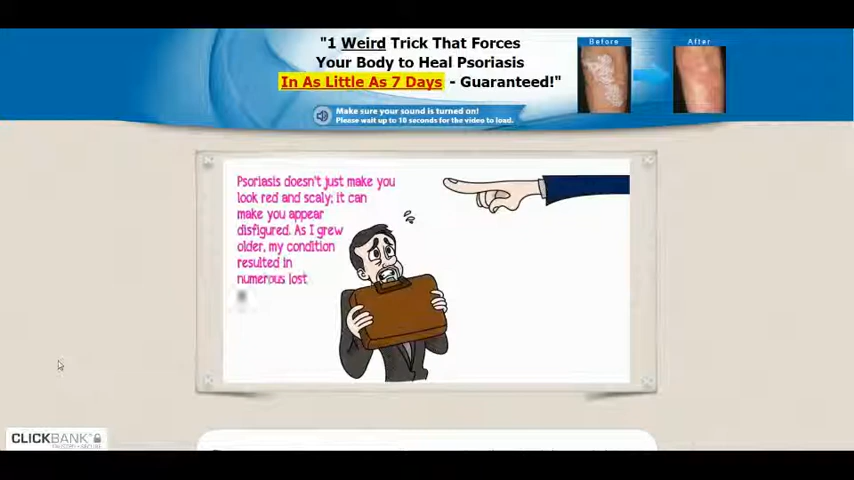 "1 Weird Trick That Forces
Your Body to Heal Psoriasis
In As Little As 7 Days - Guaranteed!"
Before
After
Make sure your sound is turned on!
Please wait up to 10 seconds for the video to load.
Psoriasis doesn't just make you
look red and scaly; it can
make you appear
disfigured. As I grew
older, my condition
resulted in
numerous lost
CLICKBANK